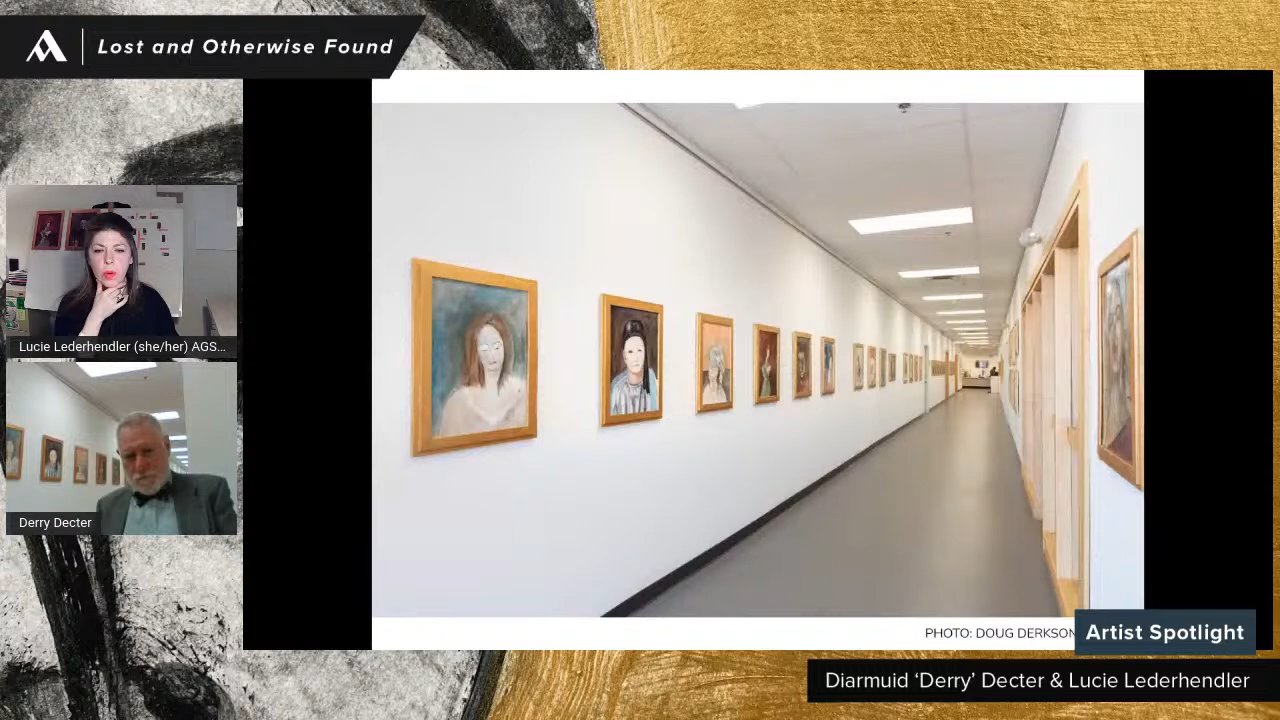 Lost and Otherwise Found
Lucie Lederhendler (she/her) AGS...
Derry Decter
PHOTO: DOUG DERKSON
Artist Spotlight
Diarmuid ‘Derry’ Decter & Lucie Lederhendler